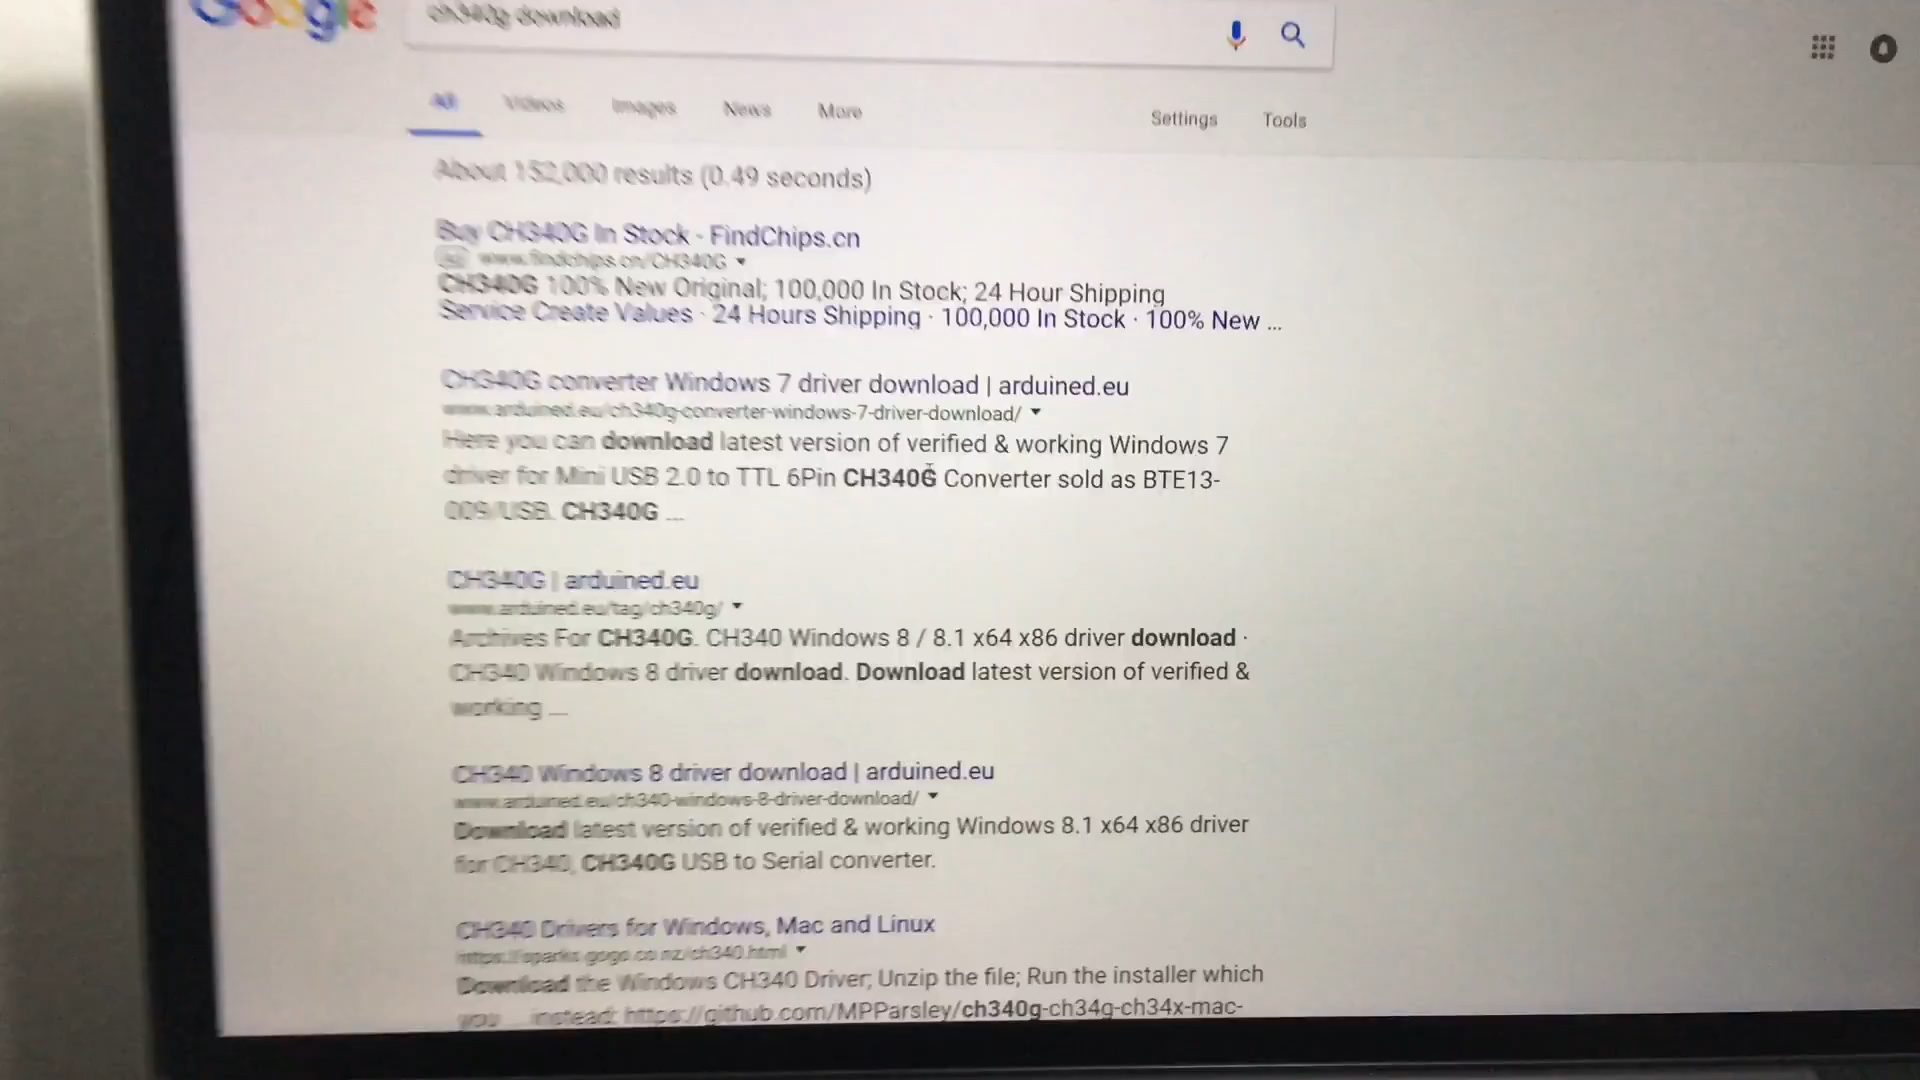 Google
ch340g download
All Videos Images News More Settings Tools
About 152,000 results (0.49 seconds)
Buy CH340G In Stock - FindChips.cn
Ad www.findchips.cn/CH340G
CH340G 100% New Original; 100,000 In Stock; 24 Hour Shipping
Service Create Values · 24 Hours Shipping · 100,000 In Stock · 100% New ...
CH340G converter Windows 7 driver download | arduined.eu
www.arduined.eu/ch340g-converter-windows-7-driver-download/
Here you can download latest version of verified & working Windows 7
driver for Mini USB 2.0 to TTL 6Pin CH340G Converter sold as BTE13-
009/USB. CH340G ...
CH340G | arduined.eu
www.arduined.eu/tag/ch340g/
Archives For CH340G. CH340 Windows 8 / 8.1 x64 x86 driver download ·
CH340 Windows 8 driver download. Download latest version of verified &
working ...
CH340 Windows 8 driver download | arduined.eu
www.arduined.eu/ch340-windows-8-driver-download/
Download latest version of verified & working Windows 8.1 x64 x86 driver
for CH340, CH340G USB to Serial converter.
CH340 Drivers for Windows, Mac and Linux
https://sparks.gogo.co.nz/ch340.html
Download the Windows CH340 Driver; Unzip the file; Run the installer which
you ... instead: https://github.com/MPParsley/ch340g-ch34g-ch34x-mac-